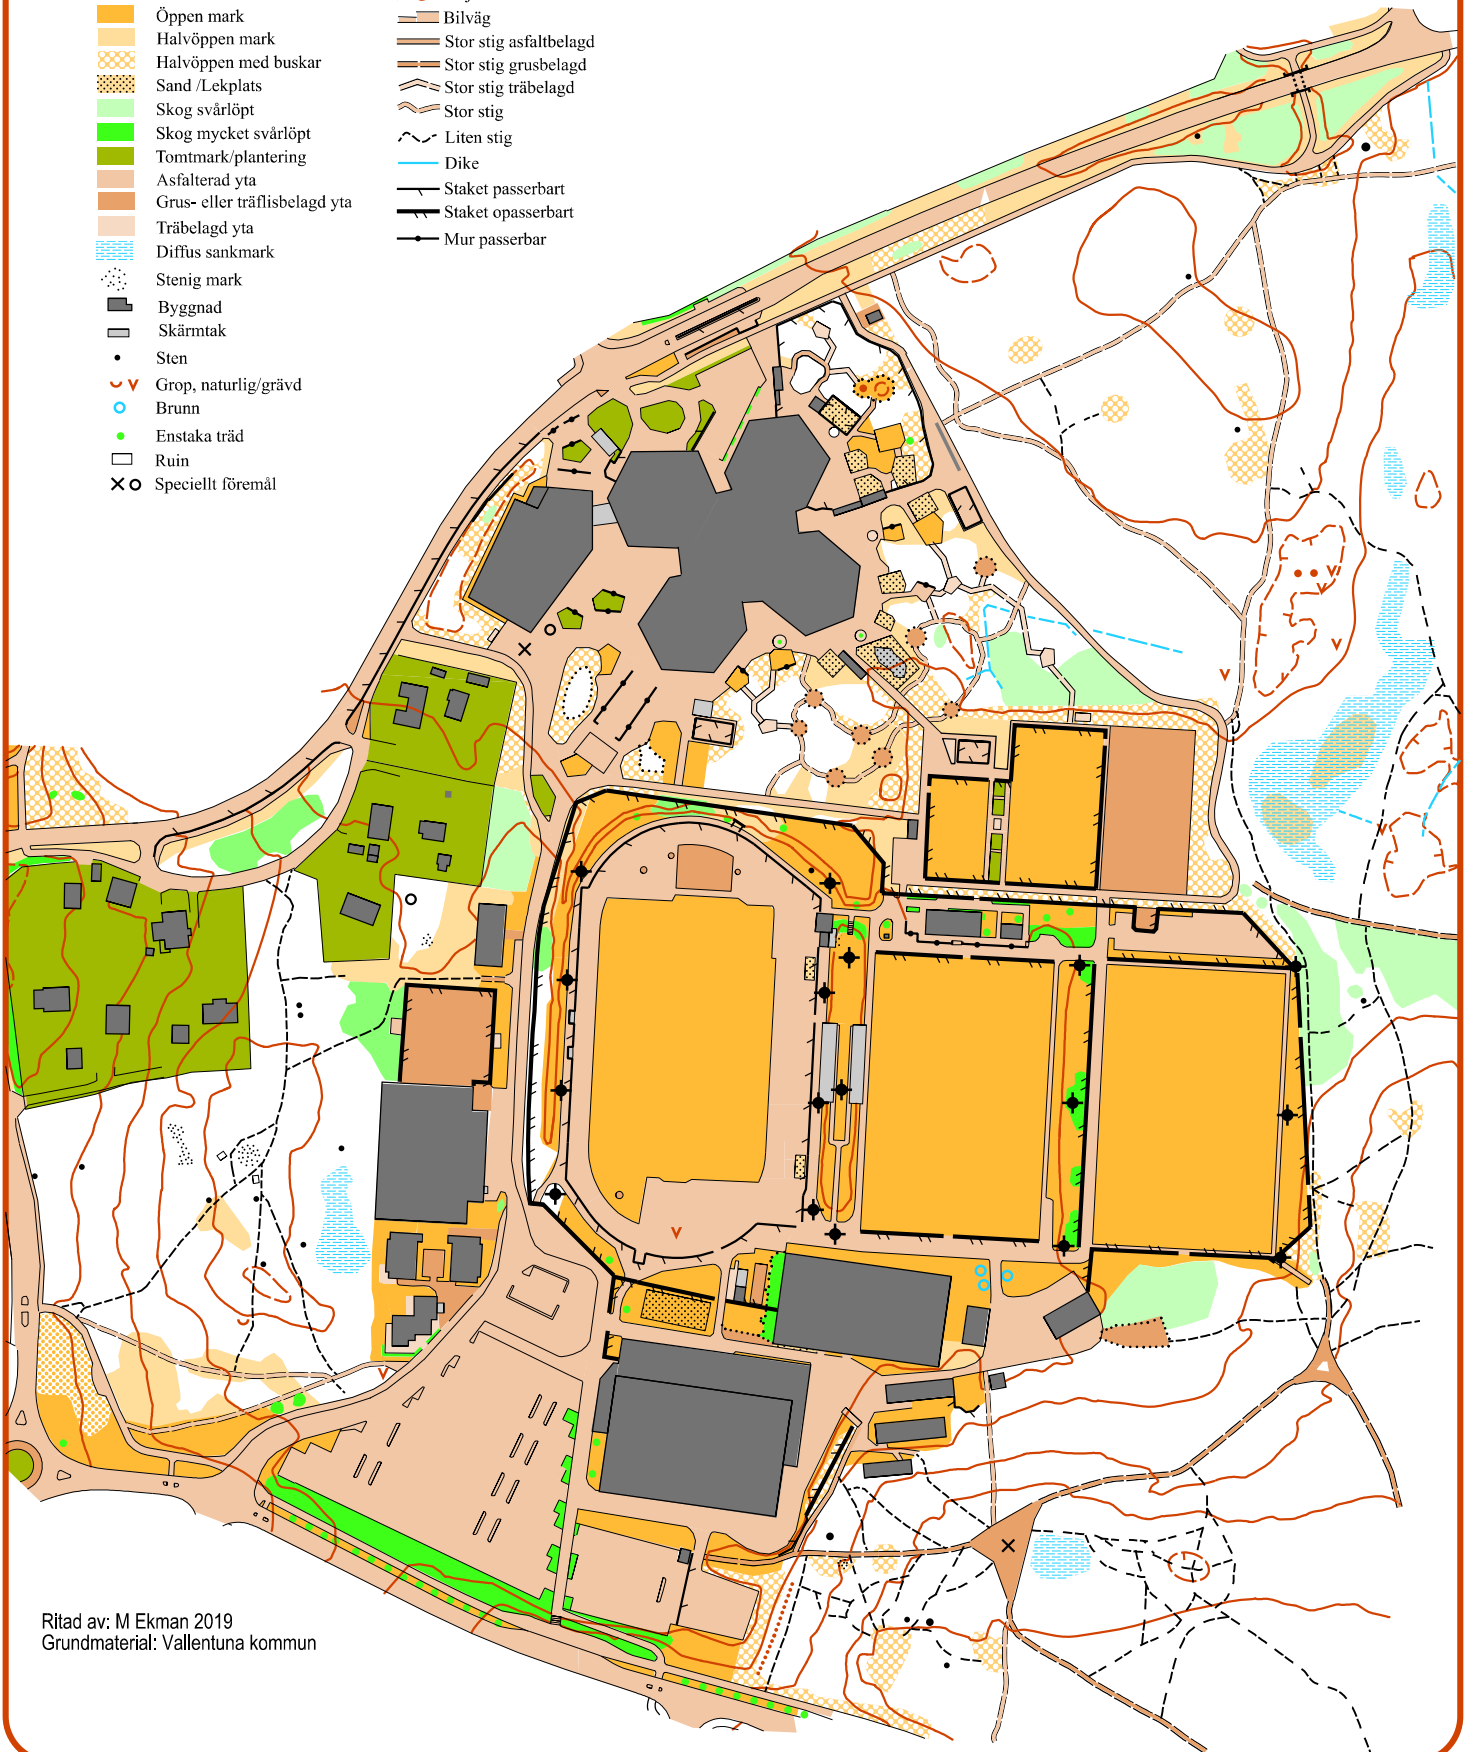 Öppen mark
Halvöppen mark
Halvöppen med buskar
Sand /Lekplats
Skog svårlöpt
Skog mycket svårlöpt
Tomtmark/plantering
Asfalterad yta
Grus- eller träflisbelagd yta
Träbelagd yta
Diffus sankmark
Stenig mark
Byggnad
Skärmtak
Sten
Grop, naturlig/grävd
Brunn
Enstaka träd
Ruin
Speciellt föremål
Bilväg
Stor stig asfaltbelagd
Stor stig grusbelagd
Stor stig träbelagd
Stor stig
Liten stig
Dike
Staket passerbart
Staket opasserbart
Mur passerbar
Ritad av: M Ekman 2019
Grundmaterial: Vallentuna kommun